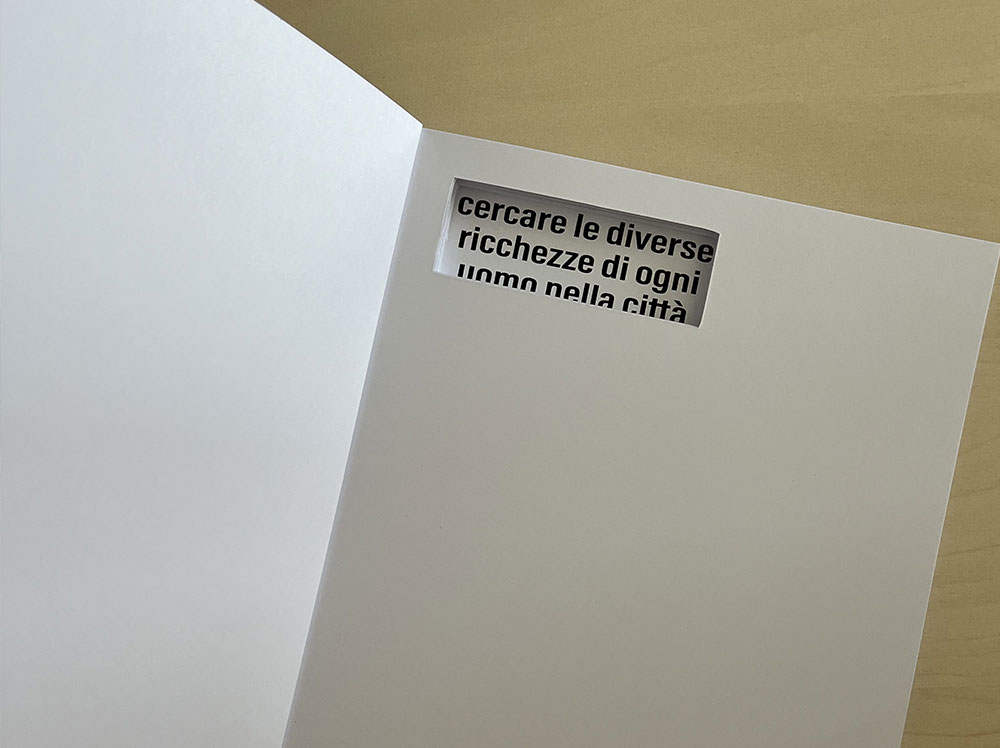 cercare le diverse
ricchezze di ogni
uomo nella città